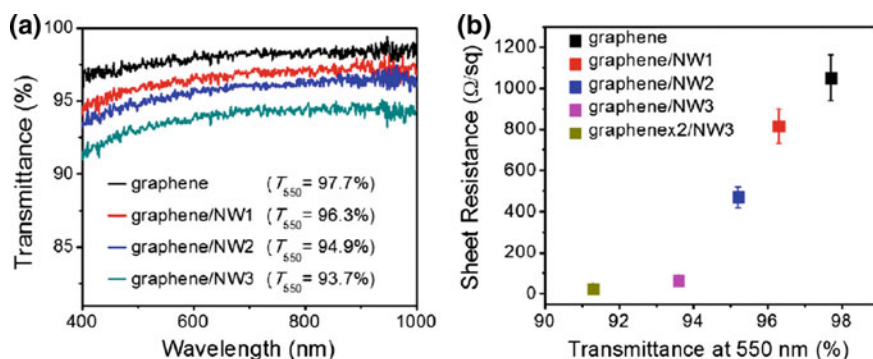 (a)
100
95
90
85
Transmittance (%)
graphene (T550 = 97.7%)
graphene/NW1 (T550 = 96.3%)
graphene/NW2 (T550 = 94.9%)
graphene/NW3 (T550 = 93.7%)
400 600 800 1000
Wavelength (nm)
(b)
1200
1000
800
600
400
200
0
Sheet Resistance (Ω/sq)
graphene
graphene/NW1
graphene/NW2
graphene/NW3
graphenex2/NW3
90 92 94 96 98
Transmittance at 550 nm (%)